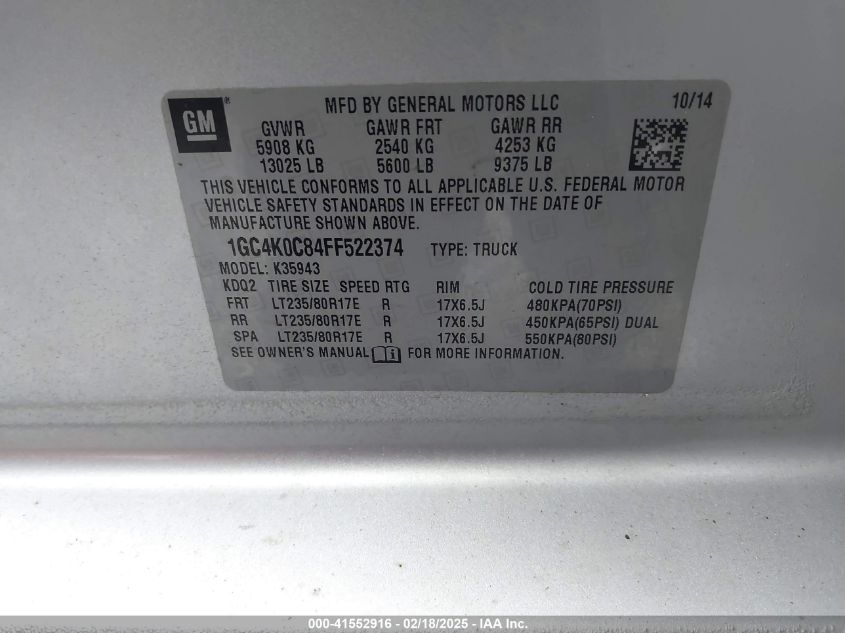 GM ®
MFD BY GENERAL MOTORS LLC 10/14
GVWR GAWR FRT GAWR RR
5908 KG 2540 KG 4253 KG
13025 LB 5600 LB 9375 LB
THIS VEHICLE CONFORMS TO ALL APPLICABLE U.S. FEDERAL MOTOR
VEHICLE SAFETY STANDARDS IN EFFECT ON THE DATE OF
MANUFACTURE SHOWN ABOVE.
1GC4K0C84FF522374 TYPE: TRUCK
MODEL: K35943
KDQ2 TIRE SIZE SPEED RTG RIM COLD TIRE PRESSURE
FRT LT235/80R17E R 17X6.5J 480KPA(70PSI)
RR LT235/80R17E R 17X6.5J 450KPA(65PSI) DUAL
SPA LT235/80R17E R 17X6.5J 550KPA(80PSI)
SEE OWNER'S MANUAL FOR MORE INFORMATION.
000-41552916 - 02/18/2025 - IAA Inc.